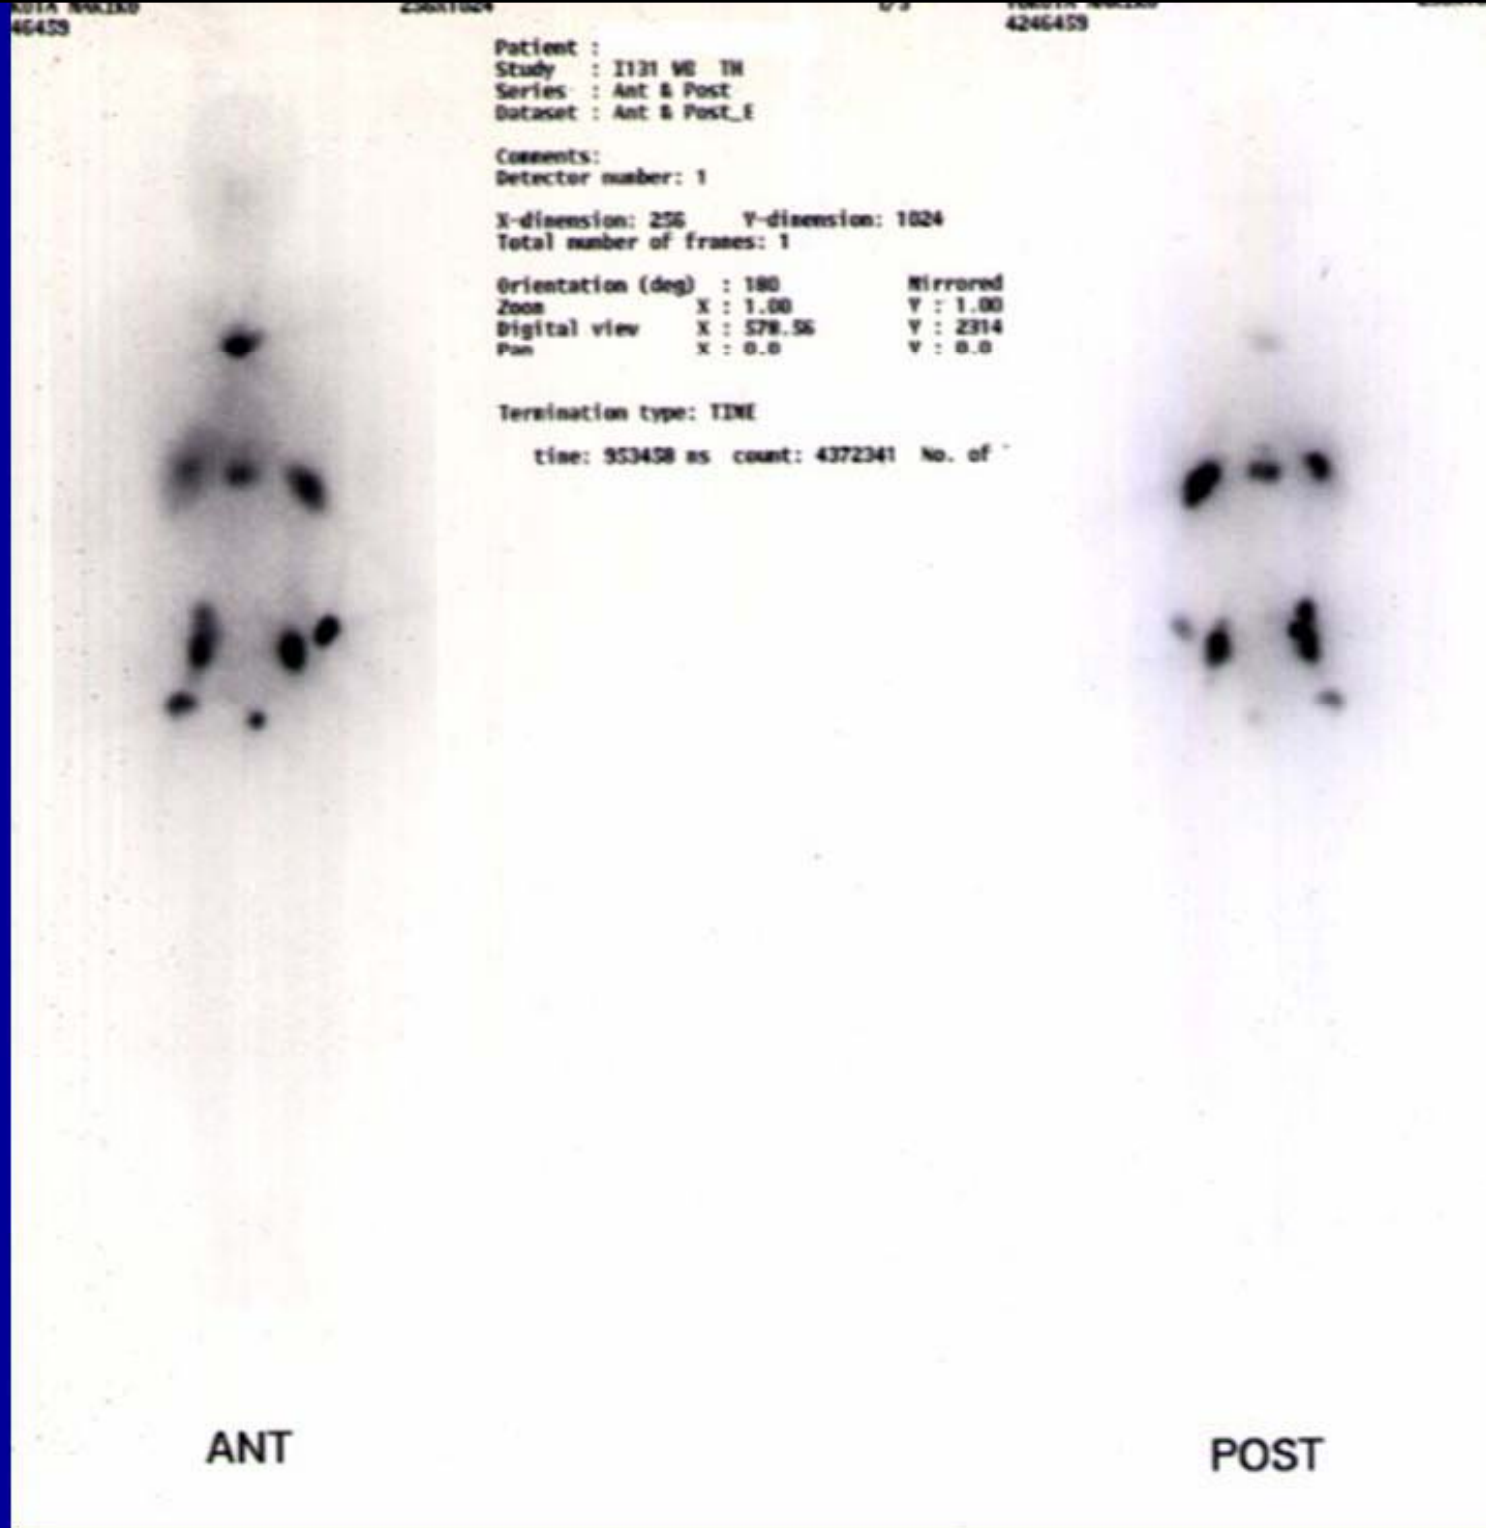 46459
4246459
Patient :
Study : I131 WB TH
Series : Ant & Post
Dataset : Ant & Post_E
Comments:
Detector number: 1
X-dimension: 256 Y-dimension: 1024
Total number of frames: 1
Orientation (deg) : 180 Mirrored
Zoom X : 1.00 Y : 1.00
Digital view X : 578.56 Y : 2314
Pan X : 0.0 Y : 0.0
Termination type: TIME
time: 953458 ms count: 4372341 No. of
ANT
POST